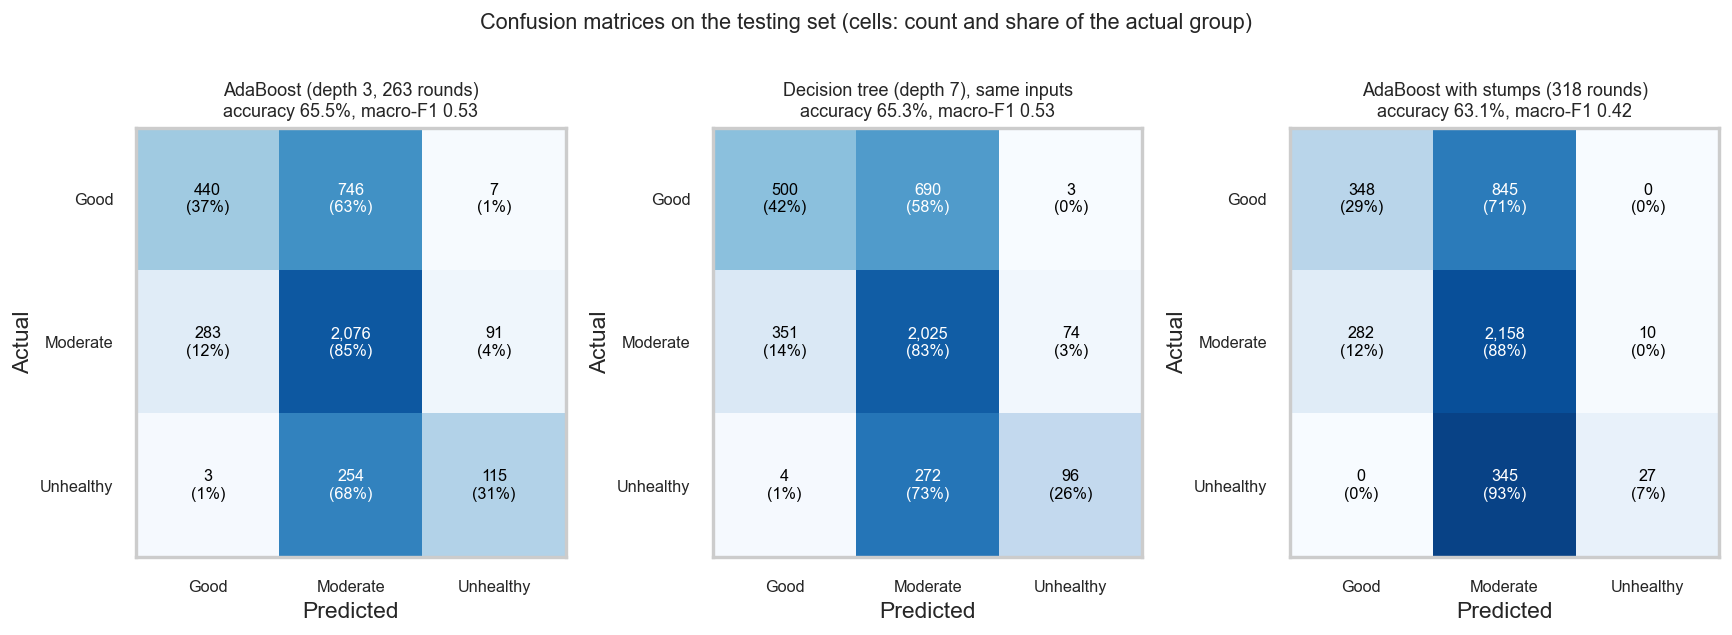 Confusion matrices on the testing set (cells: count and share of the actual group)
AdaBoost (depth 3, 263 rounds)
accuracy 65.5%, macro-F1 0.53
Actual
Good
440
(37%)
746
(63%)
7
(1%)
Moderate
283
(12%)
2,076
(85%)
91
(4%)
Unhealthy
3
(1%)
254
(68%)
115
(31%)
Good
Moderate
Unhealthy
Predicted
Decision tree (depth 7), same inputs
accuracy 65.3%, macro-F1 0.53
Actual
Good
500
(42%)
690
(58%)
3
(0%)
Moderate
351
(14%)
2,025
(83%)
74
(3%)
Unhealthy
4
(1%)
272
(73%)
96
(26%)
Good
Moderate
Unhealthy
Predicted
AdaBoost with stumps (318 rounds)
accuracy 63.1%, macro-F1 0.42
Actual
Good
348
(29%)
845
(71%)
0
(0%)
Moderate
282
(12%)
2,158
(88%)
10
(0%)
Unhealthy
0
(0%)
345
(93%)
27
(7%)
Good
Moderate
Unhealthy
Predicted